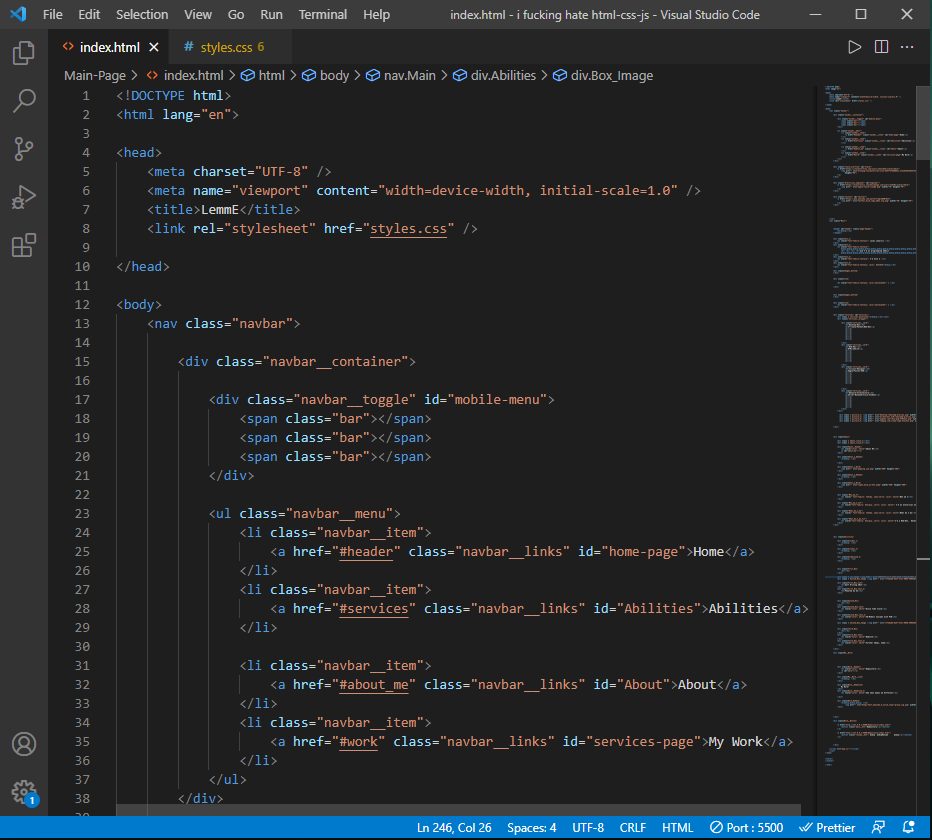 File Edit Selection View Go Run Terminal Help index.html - i fucking hate html-css-js - Visual Studio Code
<> index.html # styles.css 6
Main-Page > <> index.html > html > body > nav.Main > div.Abilities > div.Box_Image
1 <!DOCTYPE html>
2 <html lang="en">
3
4 <head>
5 <meta charset="UTF-8" />
6 <meta name="viewport" content="width=device-width, initial-scale=1.0" />
7 <title>LemmE</title>
8 <link rel="stylesheet" href="styles.css" />
9
10 </head>
11
12 <body>
13 <nav class="navbar">
14
15 <div class="navbar__container">
16
17 <div class="navbar__toggle" id="mobile-menu">
18 <span class="bar"></span>
19 <span class="bar"></span>
20 <span class="bar"></span>
21 </div>
22
23 <ul class="navbar__menu">
24 <li class="navbar__item">
25 <a href="#header" class="navbar__links" id="home-page">Home</a>
26 </li>
27 <li class="navbar__item">
28 <a href="#services" class="navbar__links" id="Abilities">Abilities</a>
29 </li>
30
31 <li class="navbar__item">
32 <a href="#about_me" class="navbar__links" id="About">About</a>
33 </li>
34 <li class="navbar__item">
35 <a href="#work" class="navbar__links" id="services-page">My Work</a>
36 </li>
37 </ul>
38 </div>
1 Ln 246, Col 26 Spaces: 4 UTF-8 CRLF HTML Port : 5500 Prettier